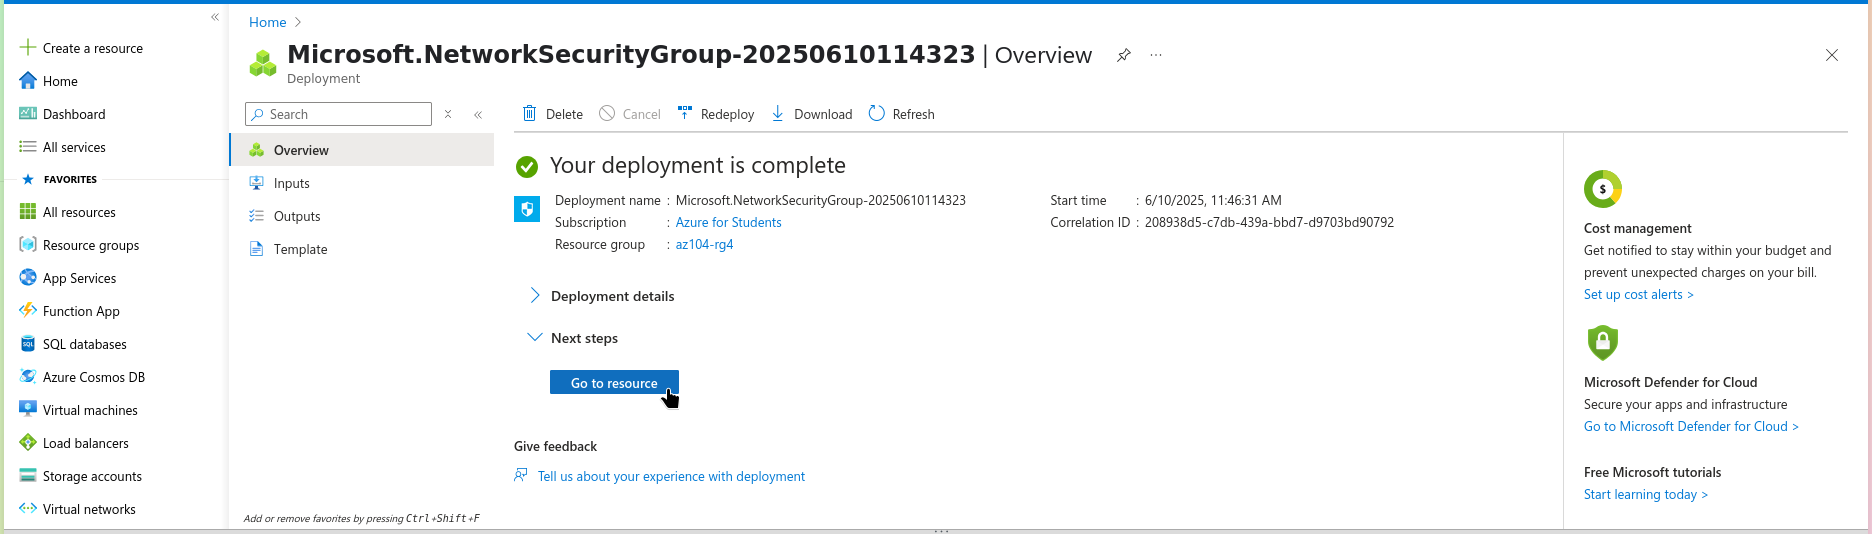 Create a resource
Home
Dashboard
All services
FAVORITES
All resources
Resource groups
App Services
Function App
SQL databases
Azure Cosmos DB
Virtual machines
Load balancers
Storage accounts
Virtual networks
Home
Microsoft.NetworkSecurityGroup-20250610114323 | Overview
Deployment
Search
Overview
Inputs
Outputs
Template
Add or remove favorites by pressing Ctrl+Shift+F
Delete
Cancel
Redeploy
Download
Refresh
Your deployment is complete
Deployment name : Microsoft.NetworkSecurityGroup-20250610114323
Subscription : Azure for Students
Resource group : az104-rg4
Start time : 6/10/2025, 11:46:31 AM
Correlation ID : 208938d5-c7db-439a-bbd7-d9703bd90792
Deployment details
Next steps
Go to resource
Give feedback
Tell us about your experience with deployment
Cost management
Get notified to stay within your budget and
prevent unexpected charges on your bill.
Set up cost alerts >
Microsoft Defender for Cloud
Secure your apps and infrastructure
Go to Microsoft Defender for Cloud >
Free Microsoft tutorials
Start learning today >